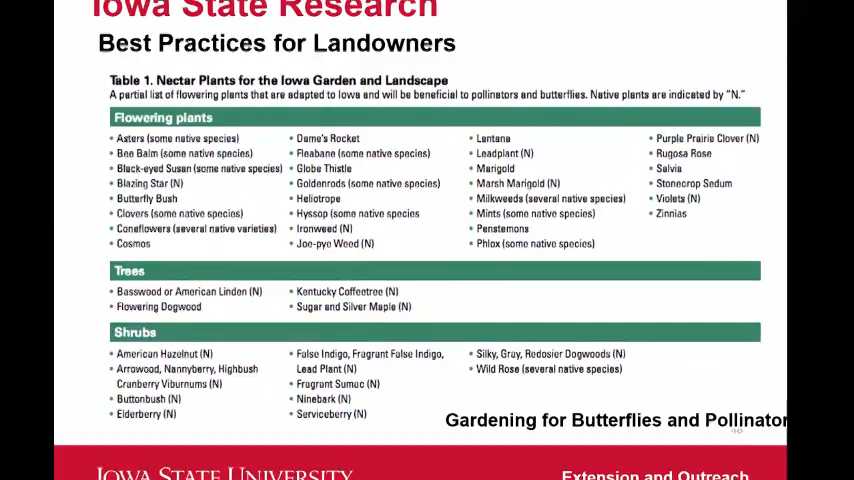 Iowa State Research
Best Practices for Landowners
Table 1. Nectar Plants for the Iowa Garden and Landscape
A partial list of flowering plants that are adapted to Iowa and will be beneficial to pollinators and butterflies. Native plants are indicated by "N."
Flowering plants
• Asters (some native species)
• Bee Balm (some native species)
• Black-eyed Susan (some native species)
• Blazing Star (N)
• Butterfly Bush
• Clovers (some native species)
• Coneflowers (several native varieties)
• Cosmos
• Dame's Rocket
• Fleabane (some native species)
• Globe Thistle
• Goldenrods (some native species)
• Heliotrope
• Hyssop (some native species
• Ironweed (N)
• Joe-pye Weed (N)
• Lantana
• Leadplant (N)
• Marigold
• Marsh Marigold (N)
• Milkweeds (several native species)
• Mints (some native species)
• Penstemons
• Phlox (some native species)
• Purple Prairie Clover (N)
• Rugosa Rose
• Salvia
• Stonecrop Sedum
• Violets (N)
• Zinnias
Trees
• Basswood or American Linden (N)
• Flowering Dogwood
• Kentucky Coffeetree (N)
• Sugar and Silver Maple (N)
Shrubs
• American Hazelnut (N)
• Arrowood, Nannyberry, Highbush
Cranberry Viburnums (N)
• Buttonbush (N)
• Elderberry (N)
• False Indigo, Fragrant False Indigo,
Lead Plant (N)
• Fragrant Sumac (N)
• Ninebark (N)
• Serviceberry (N)
• Silky, Gray, Redosier Dogwoods (N)
• Wild Rose (several native species)
Gardening for Butterflies and Pollinator
IOWA STATE UNIVERSITY
Extension and Outreach